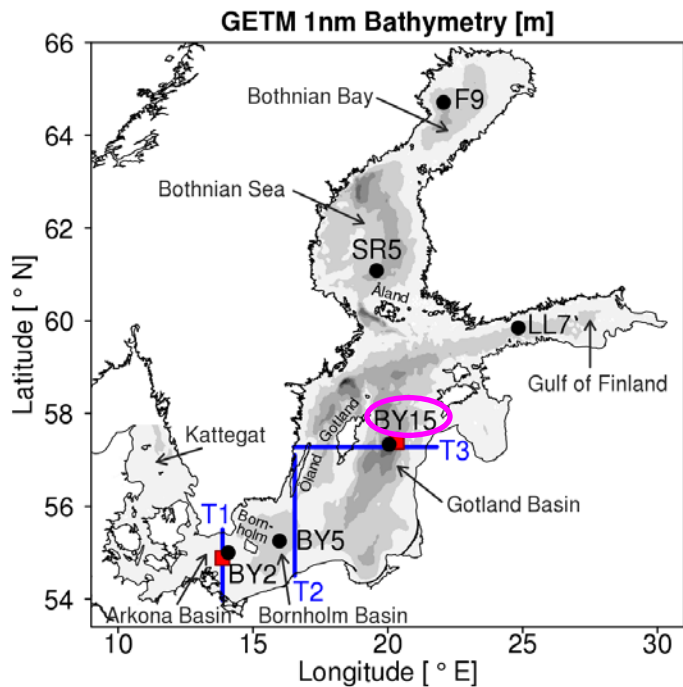 GETM 1nm Bathymetry [m]
66
64
62
60
58
56
54
Latitude [ ° N]
Bothnian Bay
F9
Bothnian Sea
SR5
Åland
LL7
Gulf of Finland
BY15
Gotland
Kattegat
Öland
T3
Gotland Basin
T1
Born-
holm
BY5
BY2
T2
Arkona Basin
Bornholm Basin
10
15
20
25
30
Longitude [ ° E]